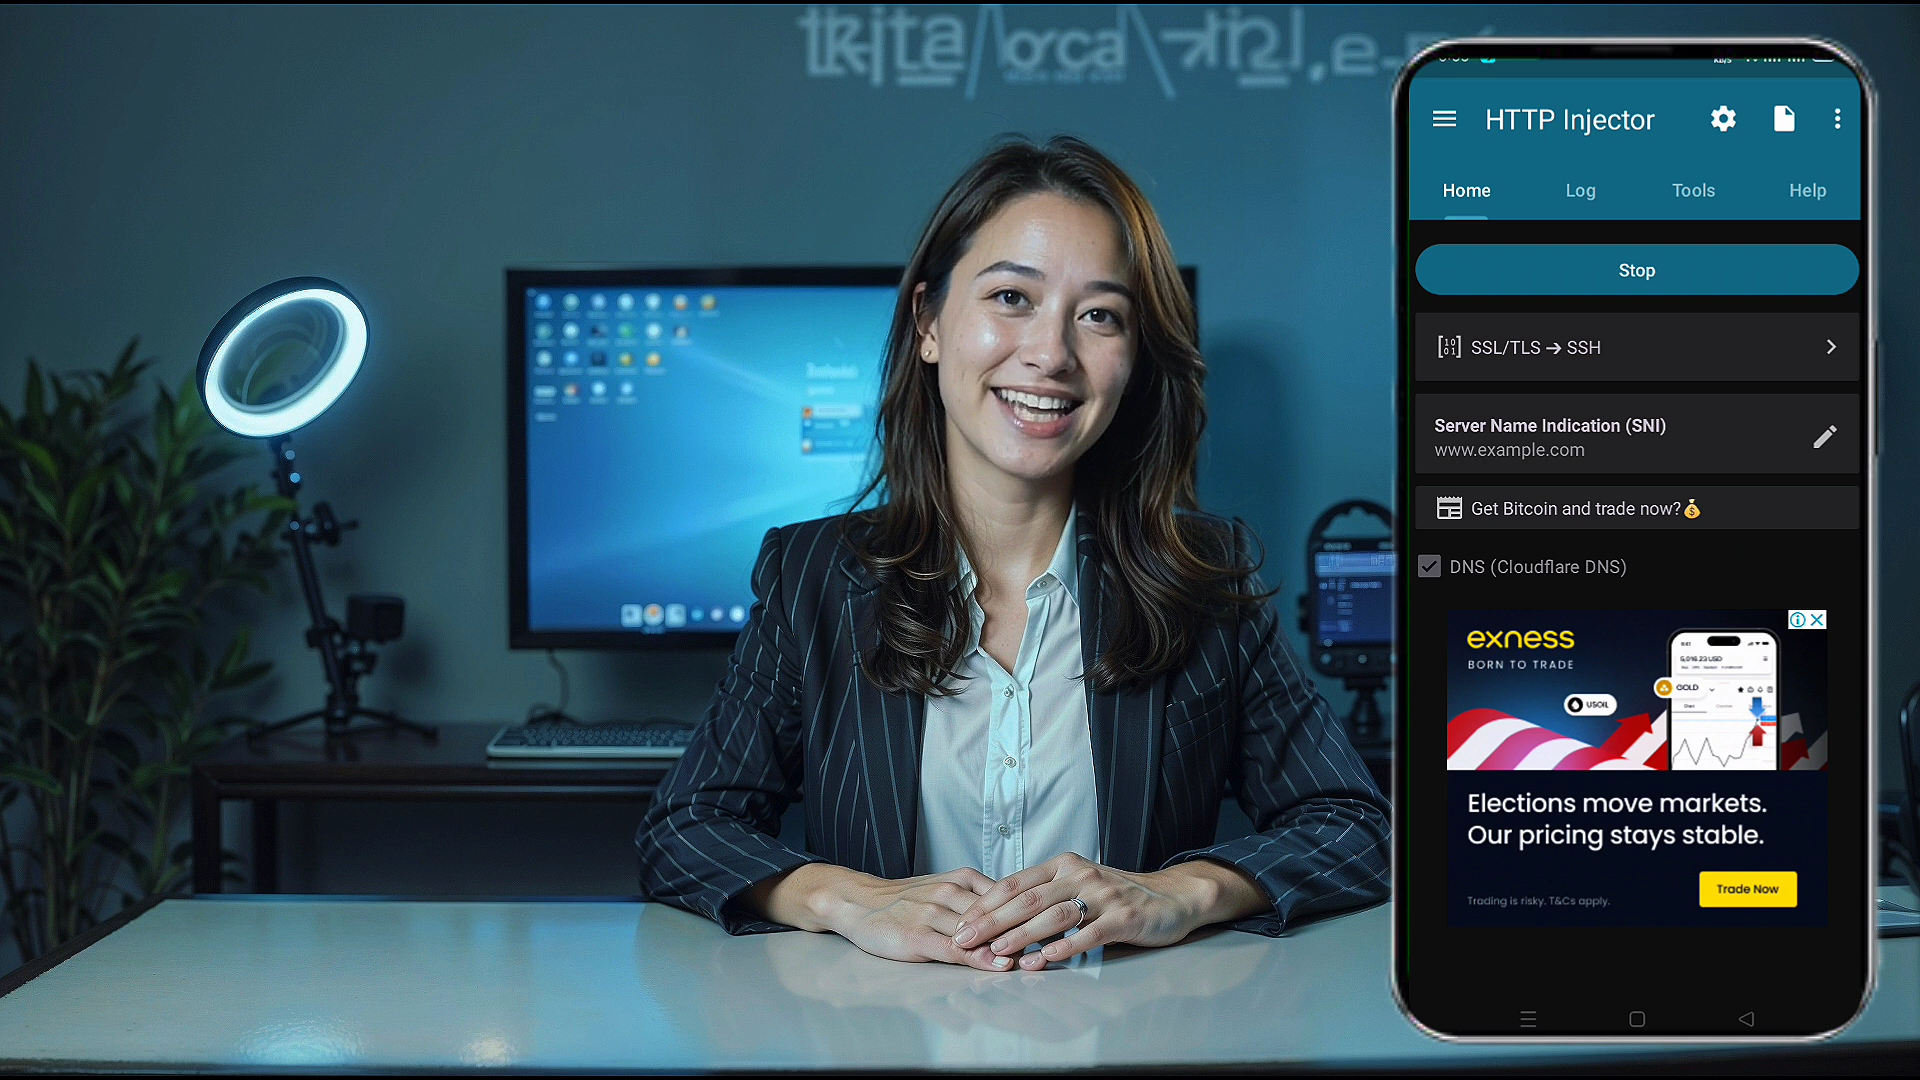 HTTP Injector
Home
Log
Tools
Help
Stop
SSL/TLS → SSH
Server Name Indication (SNI)
www.example.com
Get Bitcoin and trade now?💰
DNS (Cloudflare DNS)
exness
BORN TO TRADE
GOLD
USOIL
Elections move markets.
Our pricing stays stable.
Trading is risky. T&Cs apply.
Trade Now